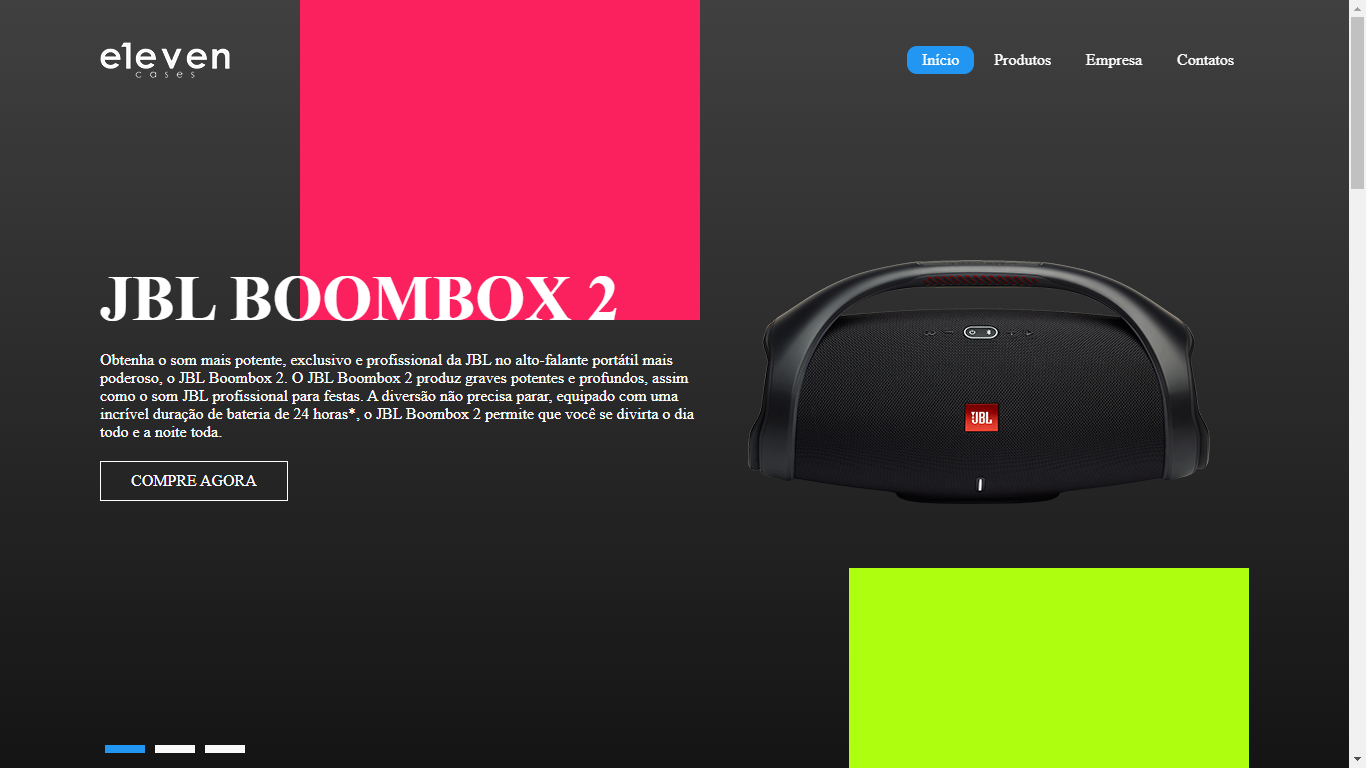 eleven
cases
Início
Produtos
Empresa
Contatos
JBL BOOMBOX 2
Obtenha o som mais potente, exclusivo e profissional da JBL no alto-falante portátil mais
poderoso, o JBL Boombox 2. O JBL Boombox 2 produz graves potentes e profundos, assim
como o som JBL profissional para festas. A diversão não precisa parar, equipado com uma
incrível duração de bateria de 24 horas*, o JBL Boombox 2 permite que você se divirta o dia
todo e a noite toda.
JBL
COMPRE AGORA